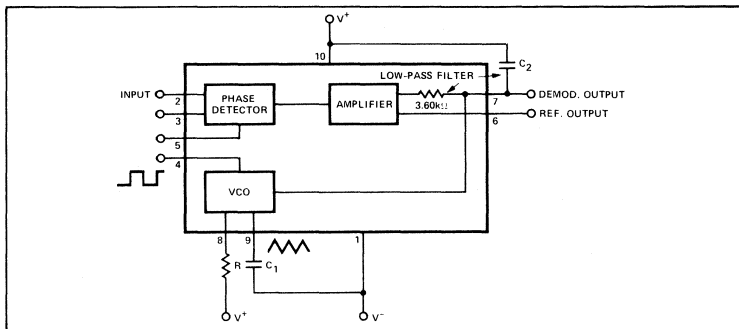 V+
10
C2
LOW-PASS FILTER
INPUT
2
PHASE
DETECTOR
AMPLIFIER
3.60kΩ
7
DEMOD. OUTPUT
3
6
REF. OUTPUT
5
4
VCO
8
9
1
R
C1
V+
V-